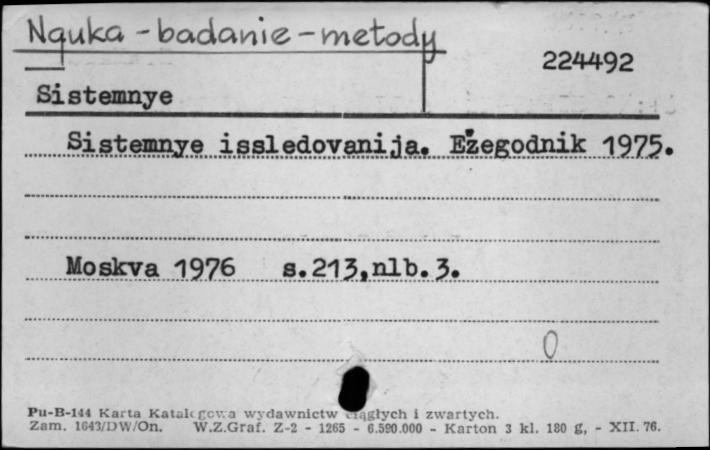 Nauka - badanie - metody
224492
Sistemnye
Sistemnye issledovanija. Ežegodnik 1975.
Moskva 1976 s.213,nlb.3.
0
Pu-B-144 Karta Katalogowa wydawnictw ciągłych i zwartych.
Zam. 1643/DW/On. W.Z.Graf. Z-2 - 1265 - 6.590.000 - Karton 3 kl. 180 g, - XII. 76.